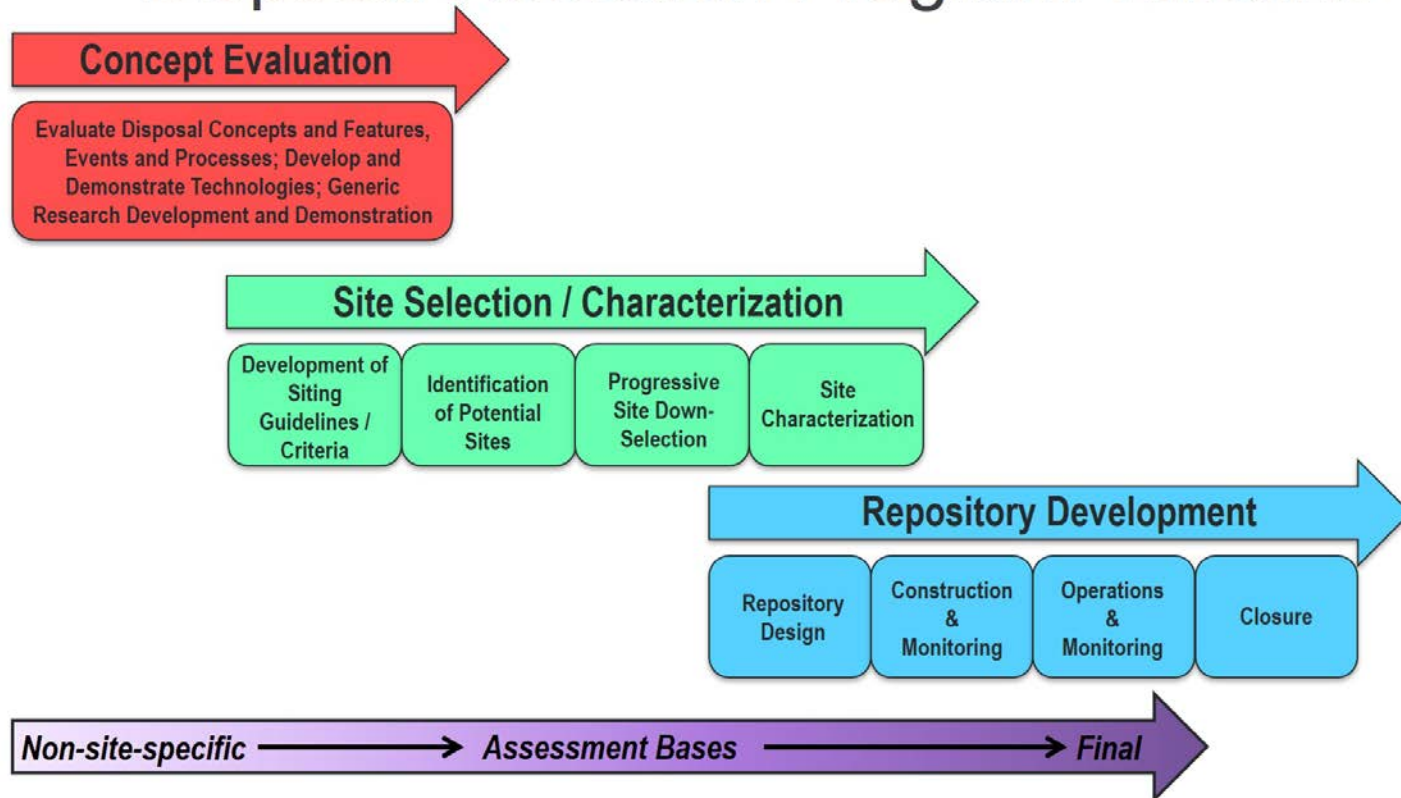 Concept Evaluation
Evaluate Disposal Concepts and Features,
Events and Processes; Develop and
Demonstrate Technologies; Generic
Research Development and Demonstration
Site Selection / Characterization
Development of
Siting
Guidelines /
Criteria
Identification
of Potential
Sites
Progressive
Site Down-
Selection
Site
Characterization
Repository Development
Repository
Design
Construction
&
Monitoring
Operations
&
Monitoring
Closure
Non-site-specific
Assessment Bases
Final